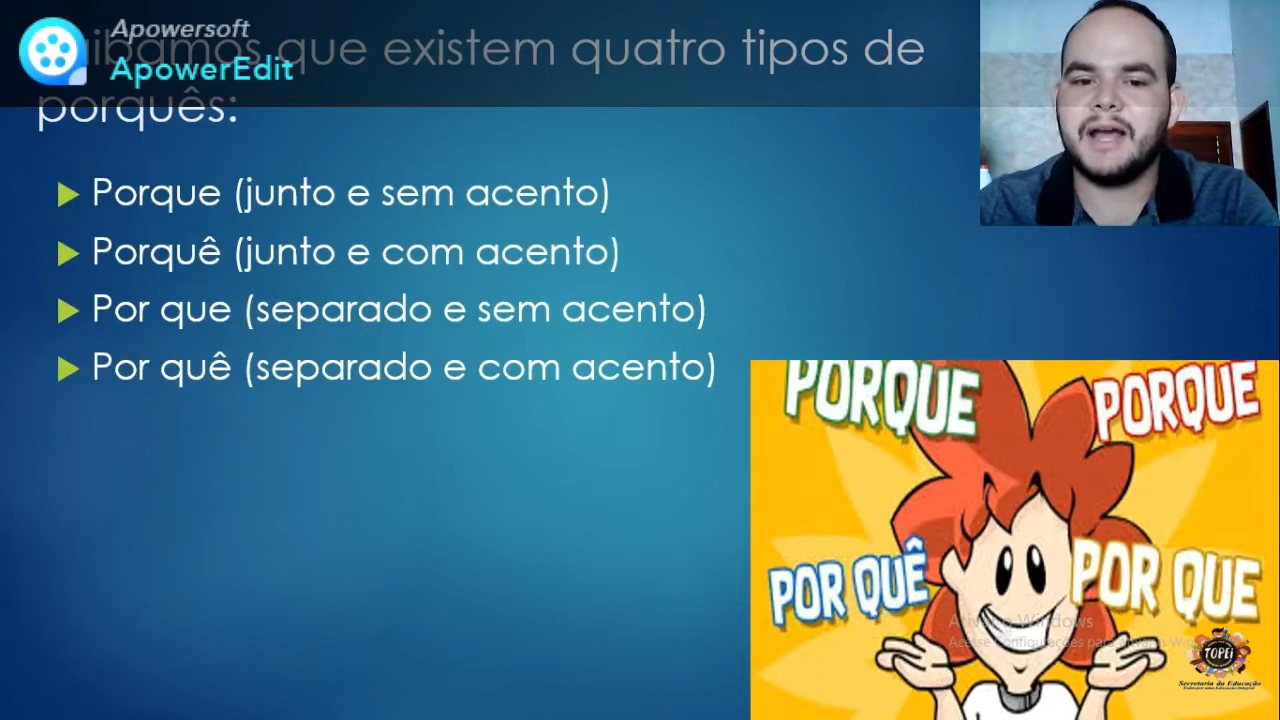 Apowersoft
ApowerEdit
que existem quatro tipos de
porquês:
Porque (junto e sem acento)
Porquê (junto e com acento)
Por que (separado e sem acento)
Por quê (separado e com acento)
PORQUE
PORQUE
POR QUÊ
POR QUE
TOPEI
Secretaria da Educação